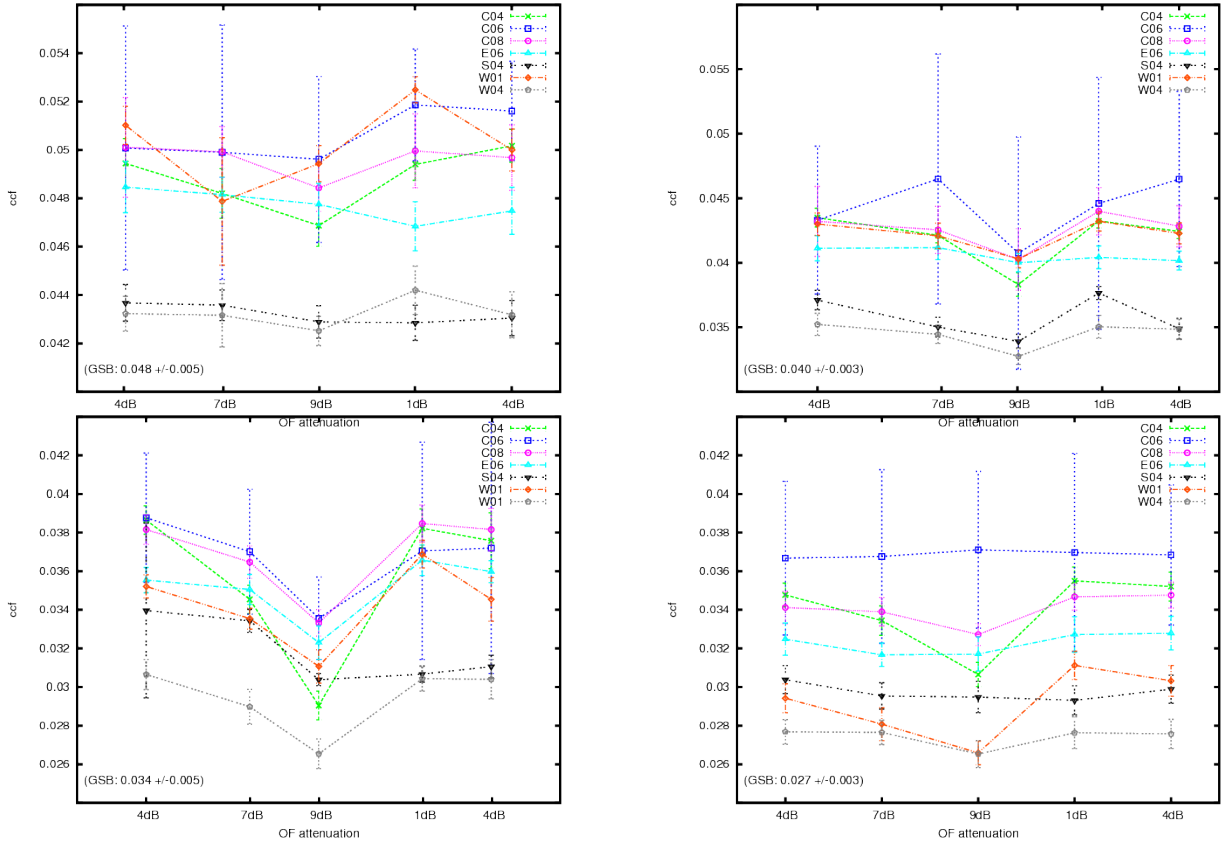 C04
C06
C08
E06
S04
W01
W04
0.054
0.052
0.05
0.048
0.046
0.044
0.042
ccf
(GSB: 0.048 +/-0.005)
4dB 7dB 9dB 1dB 4dB
OF attenuation
C04
C06
C08
E06
S04
W01
W04
0.055
0.05
0.045
0.04
0.035
ccf
(GSB: 0.040 +/-0.003)
4dB 7dB 9dB 1dB 4dB
OF attenuation
C04
C06
C08
E06
S04
W01
W01
0.042
0.04
0.038
0.036
0.034
0.032
0.03
0.028
0.026
ccf
(GSB: 0.034 +/-0.005)
4dB 7dB 9dB 1dB 4dB
OF attenuation
C04
C06
C08
E06
S04
W01
W04
0.042
0.04
0.038
0.036
0.034
0.032
0.03
0.028
0.026
ccf
(GSB: 0.027 +/-0.003)
4dB 7dB 9dB 1dB 4dB
OF attenuation